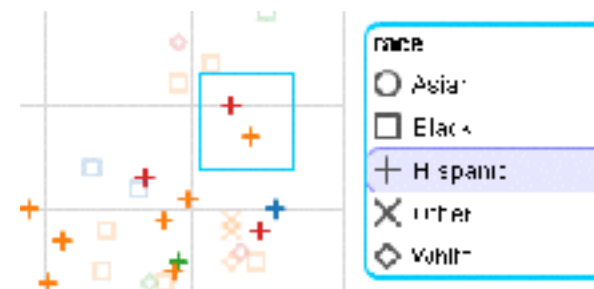 race
Asian
Black
Hispanic
Other
White